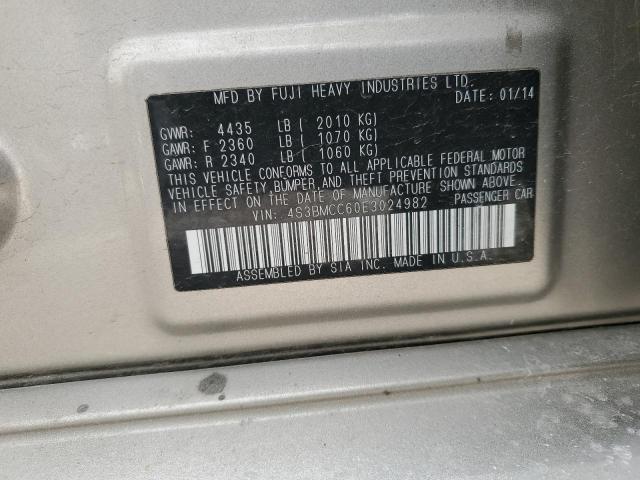 MFD BY FUJI HEAVY INDUSTRIES LTD.
DATE: 01/14
GVWR: 4435 LB ( 2010 KG)
GAWR: F 2360 LB ( 1070 KG)
GAWR: R 2340 LB ( 1060 KG)
THIS VEHICLE CONFORMS TO ALL APPLICABLE FEDERAL MOTOR
VEHICLE SAFETY,BUMPER,AND THEFT PREVENTION STANDARDS
IN EFFECT ON THE DATE OF MANUFACTURE SHOWN ABOVE.
VIN: 4S3BMCC60E3024982 PASSENGER CAR
ASSEMBLED BY SIA INC. MADE IN U.S.A.